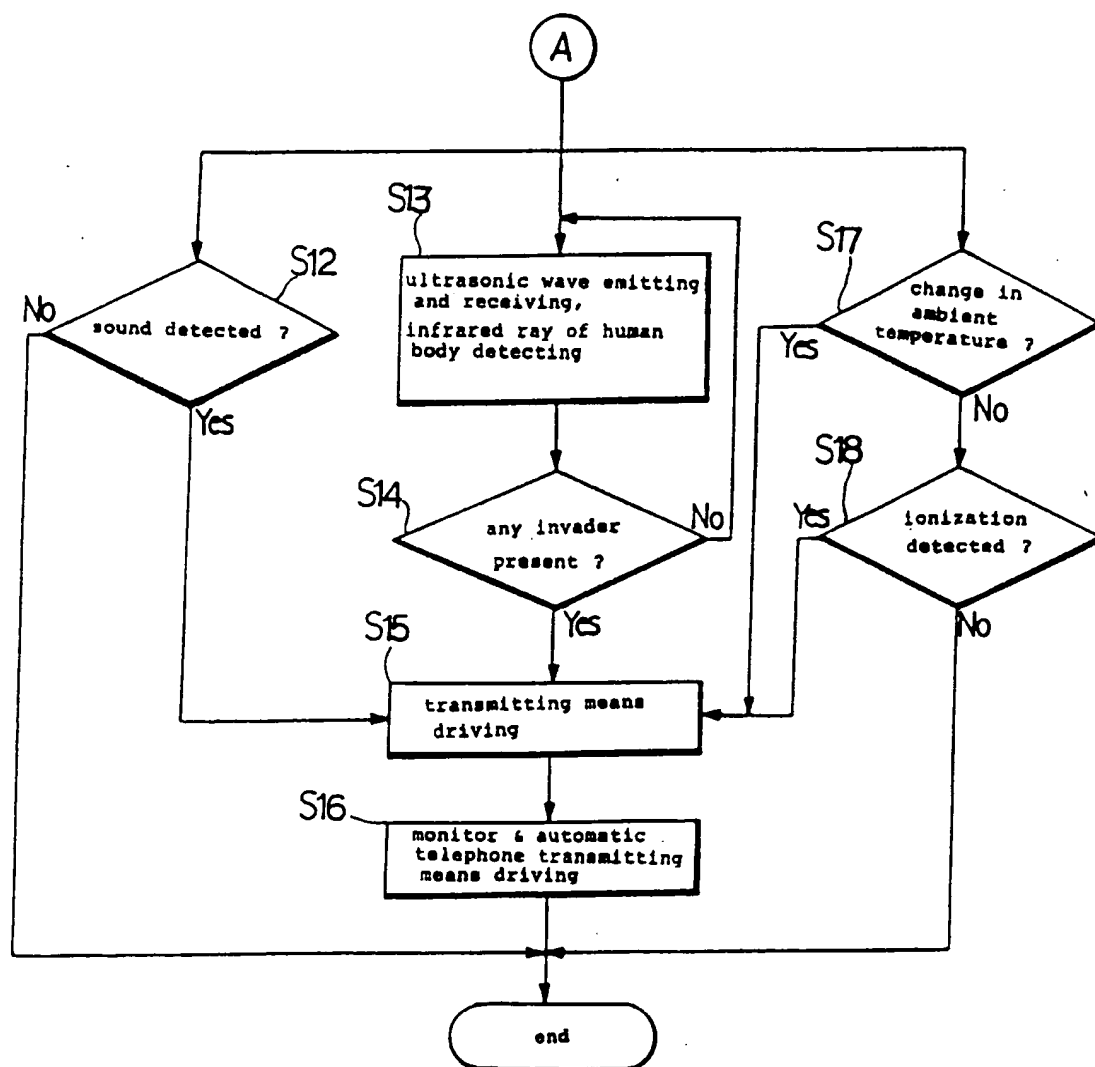 A
S13
ultrasonic wave emitting
and receiving,
infrared ray of human
body detecting
S12
No
sound detected ?
Yes
S17
change in
ambient
temperature ?
Yes
No
S14
any invader
present ?
No
Yes
S18
Yes
ionization
detected ?
No
S15
transmitting means
driving
S16
monitor & automatic
telephone transmitting
means driving
end